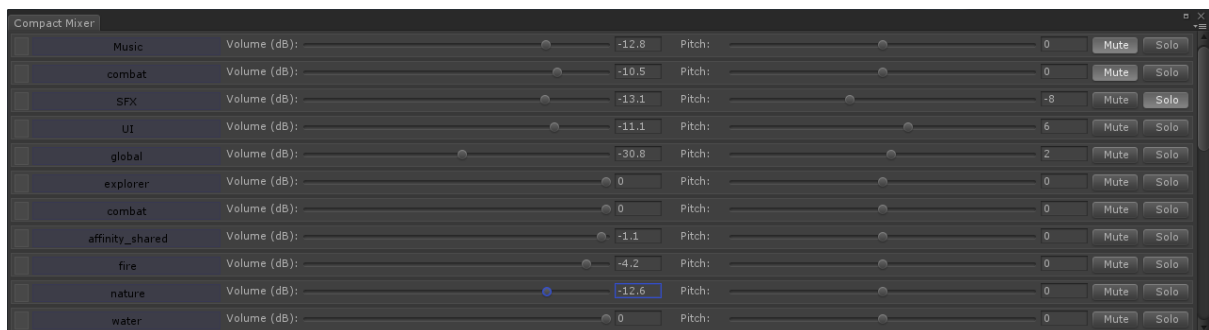 Compact Mixer
Music Volume (dB): -12.8 Pitch: 0 Mute Solo
combat Volume (dB): -10.5 Pitch: 0 Mute Solo
SFX Volume (dB): -13.1 Pitch: -8 Mute Solo
UI Volume (dB): -11.1 Pitch: 6 Mute Solo
global Volume (dB): -30.8 Pitch: 2 Mute Solo
explorer Volume (dB): 0 Pitch: 0 Mute Solo
combat Volume (dB): 0 Pitch: 0 Mute Solo
affinity_shared Volume (dB): -1.1 Pitch: 0 Mute Solo
fire Volume (dB): -4.2 Pitch: 0 Mute Solo
nature Volume (dB): -12.6 Pitch: 0 Mute Solo
water Volume (dB): 0 Pitch: 0 Mute Solo